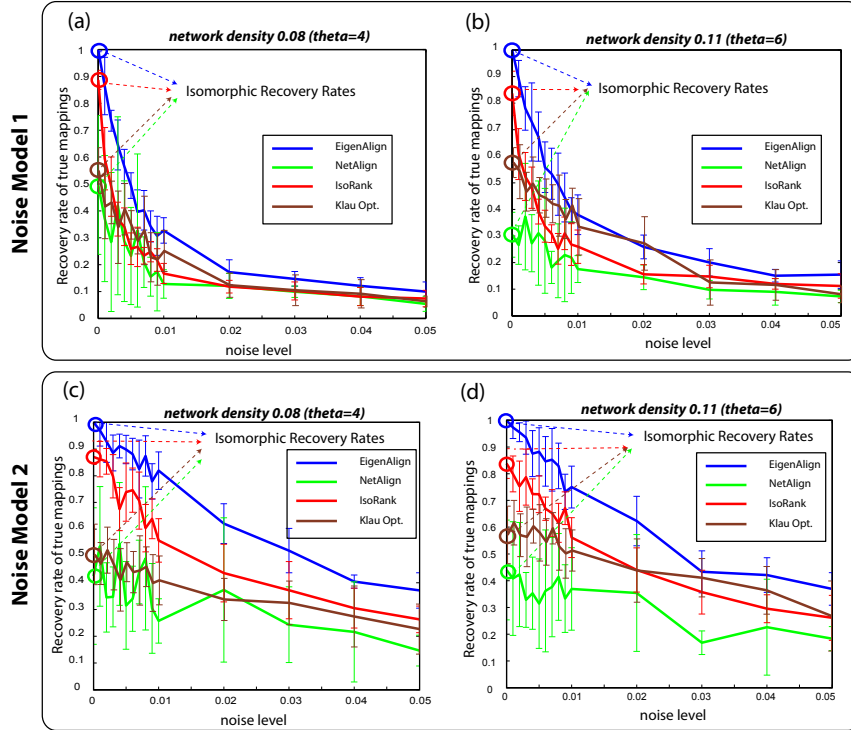 Noise Model 1
(a)
network density 0.08 (theta=4)
Recovery rate of true mappings
1
0.9
0.8
0.7
0.6
0.5
0.4
0.3
0.2
0.1
0
Isomorphic Recovery Rates
EigenAlign
NetAlign
IsoRank
Klau Opt.
0 0.01 0.02 0.03 0.04 0.05
noise level
(b)
network density 0.11 (theta=6)
Recovery rate of true mappings
1
0.9
0.8
0.7
0.6
0.5
0.4
0.3
0.2
0.1
0
Isomorphic Recovery Rates
EigenAlign
NetAlign
IsoRank
Klau Opt.
0 0.01 0.02 0.03 0.04 0.05
noise level
Noise Model 2
(c)
network density 0.08 (theta=4)
Recovery rate of true mappings
1
0.9
0.8
0.7
0.6
0.5
0.4
0.3
0.2
0.1
0
Isomorphic Recovery Rates
EigenAlign
NetAlign
IsoRank
Klau Opt.
0 0.01 0.02 0.03 0.04 0.05
noise level
(d)
network density 0.11 (theta=6)
Recovery rate of true mappings
1
0.9
0.8
0.7
0.6
0.5
0.4
0.3
0.2
0.1
0
Isomorphic Recovery Rates
EigenAlign
NetAlign
IsoRank
Klau Opt.
0 0.01 0.02 0.03 0.04 0.05
noise level